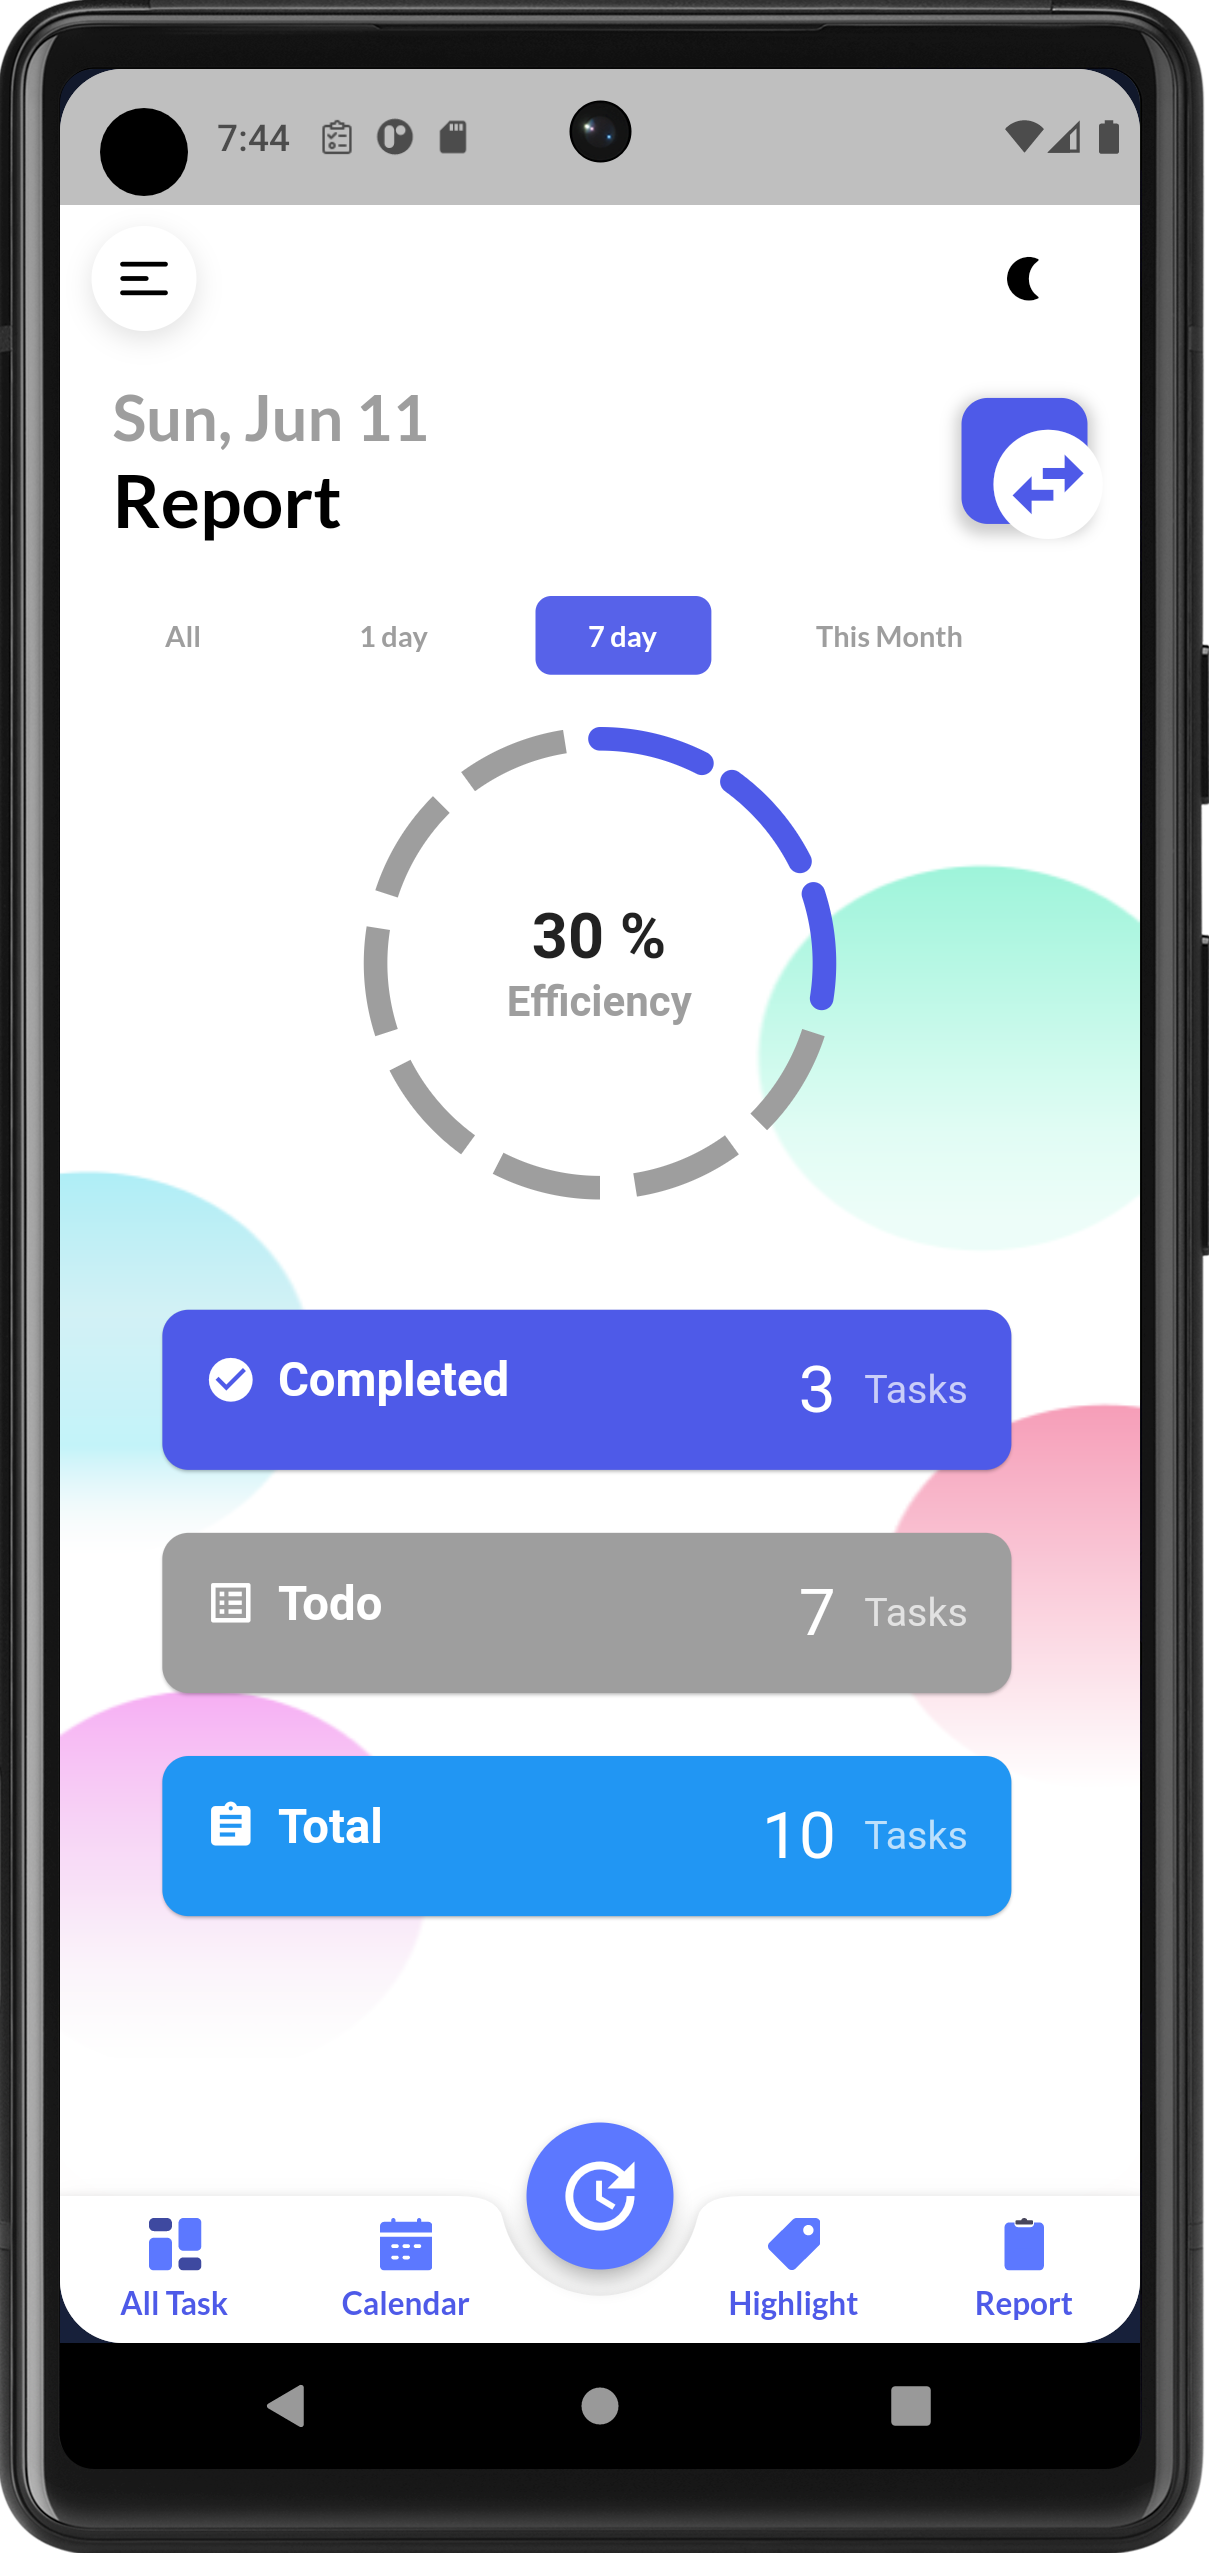 7:44
Sun, Jun 11
Report
All 1 day 7 day This Month
30 %
Efficiency
Completed 3 Tasks
Todo 7 Tasks
Total 10 Tasks
All Task Calendar Highlight Report